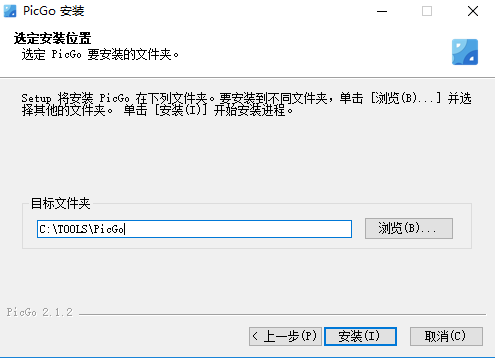 PicGo 安装
选定安装位置
选定 PicGo 要安装的文件夹。
Setup 将安装 PicGo 在下列文件夹。要安装到不同文件夹，单击 [浏览(B)...] 并选
择其他的文件夹。 单击 [安装(I)] 开始安装进程。
目标文件夹
C:\TOOLS\PicGo
浏览(B)...
PicGo 2.1.2
< 上一步(P)
安装(I)
取消(C)